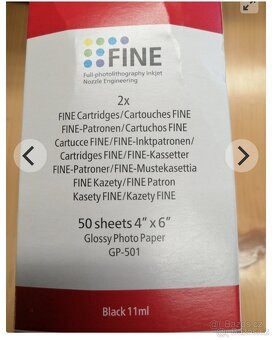 FINE
Full-photolithography inkjet
Nozzle Engineering
2x
FINE Cartridges/Cartouches FINE
FINE-Patronen/Cartuchos FINE
Cartucce FINE/FINE-Inktpatronen/
Cartridges FINE/FINE-Kassetter
FINE-Patroner/FINE-Mustekasettia
FINE Kazety/FINE Patron
Kasety FINE/Kazety FINE
50 sheets 4" x 6"
Glossy Photo Paper
GP-501
Black 11ml